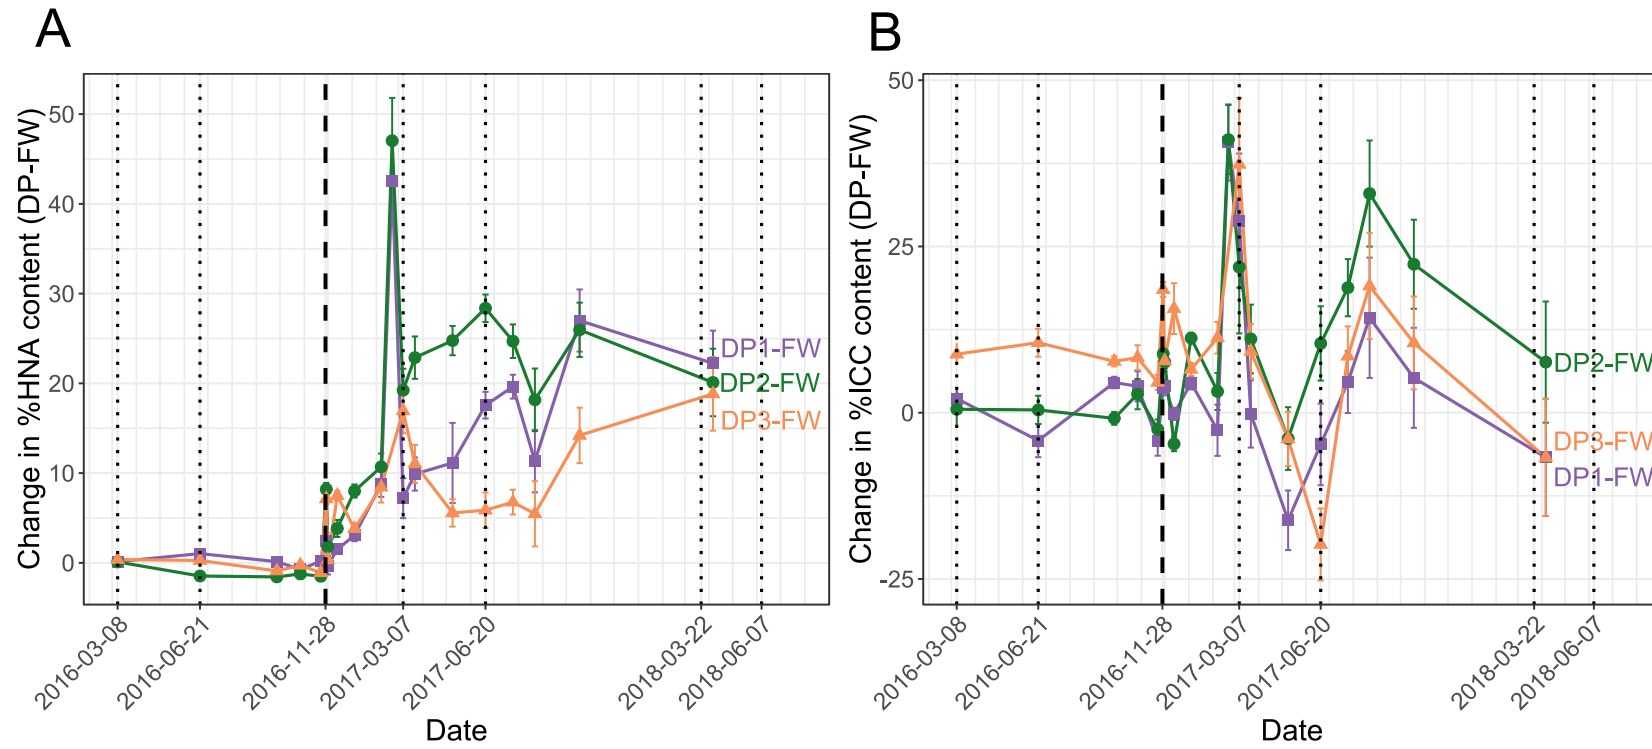 A
Change in %HNA content (DP-FW)
50
40
30
20
10
0
DP1-FW
DP2-FW
DP3-FW
2016-03-08
2016-06-21
2016-11-28
2017-03-07
2017-06-20
2018-03-22
2018-06-07
Date
B
Change in %ICC content (DP-FW)
50
25
0
-25
DP2-FW
DP3-FW
DP1-FW
2016-03-08
2016-06-21
2016-11-28
2017-03-07
2017-06-20
2018-03-22
2018-06-07
Date